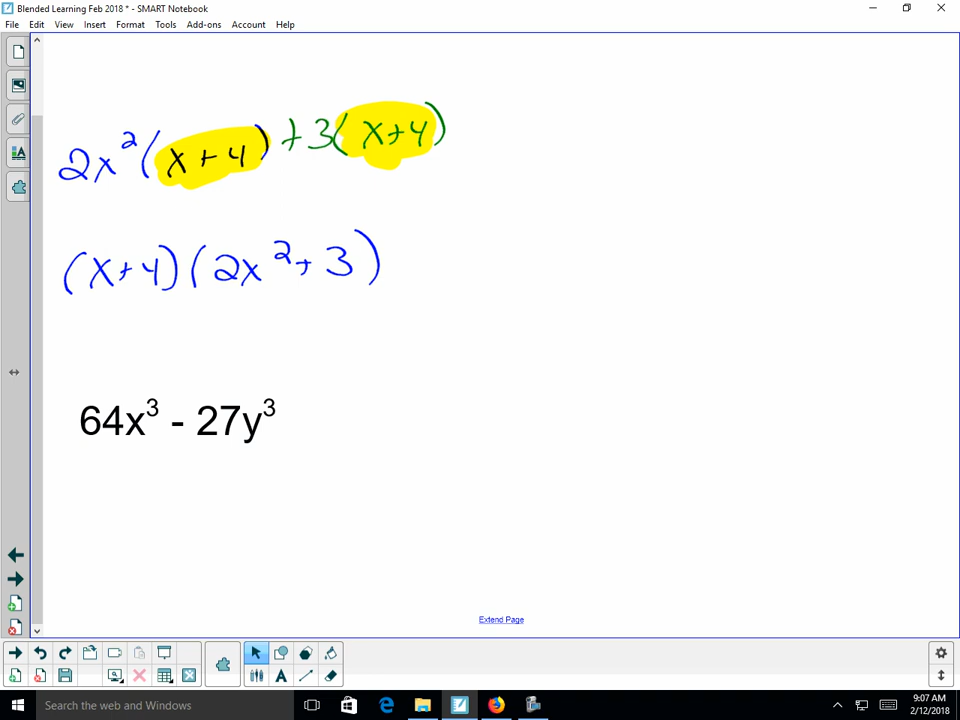 Blended Learning Feb 2018 * - SMART Notebook
File Edit View Insert Format Tools Add-ons Account Help
2x²(x+4) +3(x+4)
(x+4)(2x²+3)
64x³ - 27y³
Extend Page
Search the web and Windows
9:07 AM
2/12/2018